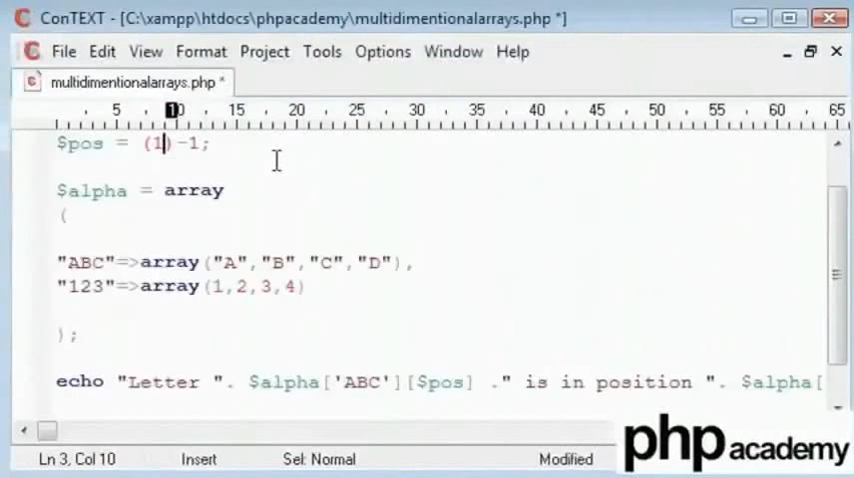 ConTEXT - [C:\xampp\htdocs\phpacademy\multidimentionalarrays.php *]
File Edit View Format Project Tools Options Window Help
multidimentionalarrays.php *
5 10 15 20 25 30 35 40 45 50 55 60 65
$pos = (1)-1;
$alpha = array
(
"ABC"=>array("A","B","C","D"),
"123"=>array(1,2,3,4)
);
echo "Letter ". $alpha['ABC'][$pos] ." is in position ". $alpha[
Ln 3, Col 10 Insert Sel: Normal Modified
php academy